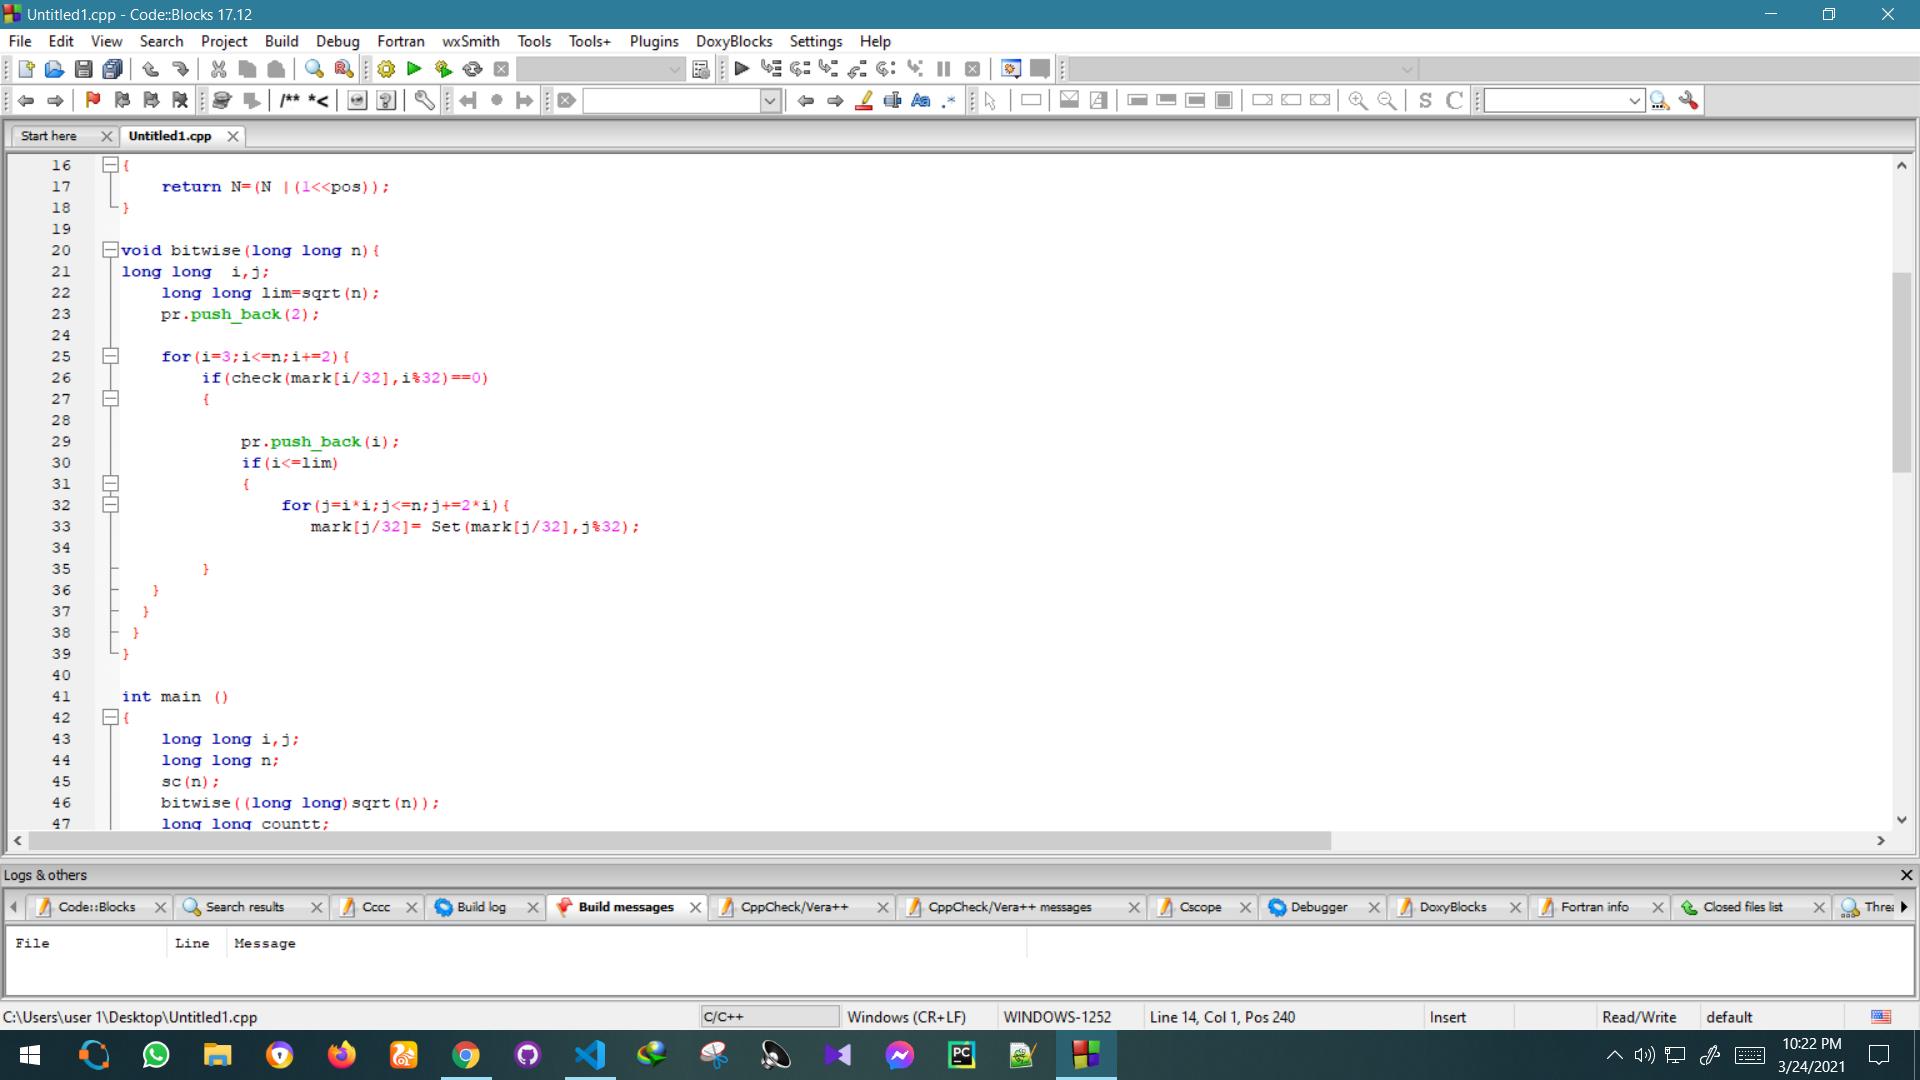 Untitled1.cpp - Code::Blocks 17.12
File Edit View Search Project Build Debug Fortran wxSmith Tools Tools+ Plugins DoxyBlocks Settings Help
/** *<
Aa .*
S C
Start here Untitled1.cpp
16 {
17 return N=(N |(1<<pos));
18 }
19
20 void bitwise(long long n){
21 long long  i,j;
22 long long lim=sqrt(n);
23 pr.push_back(2);
24
25 for(i=3;i<=n;i+=2){
26 if(check(mark[i/32],i%32)==0)
27 {
28
29 pr.push_back(i);
30 if(i<=lim)
31 {
32 for(j=i*i;j<=n;j+=2*i){
33 mark[j/32]= Set(mark[j/32],j%32);
34
35 }
36 }
37 }
38 }
39 }
40
41 int main ()
42 {
43 long long i,j;
44 long long n;
45 sc(n);
46 bitwise((long long)sqrt(n));
47 long long countt;
Logs & others
Code::Blocks Search results Cccc Build log Build messages CppCheck/Vera++ CppCheck/Vera++ messages Cscope Debugger DoxyBlocks Fortran info Closed files list Threa
File Line Message
C:\Users\user 1\Desktop\Untitled1.cpp C/C++ Windows (CR+LF) WINDOWS-1252 Line 14, Col 1, Pos 240 Insert Read/Write default
PC
10:22 PM
3/24/2021